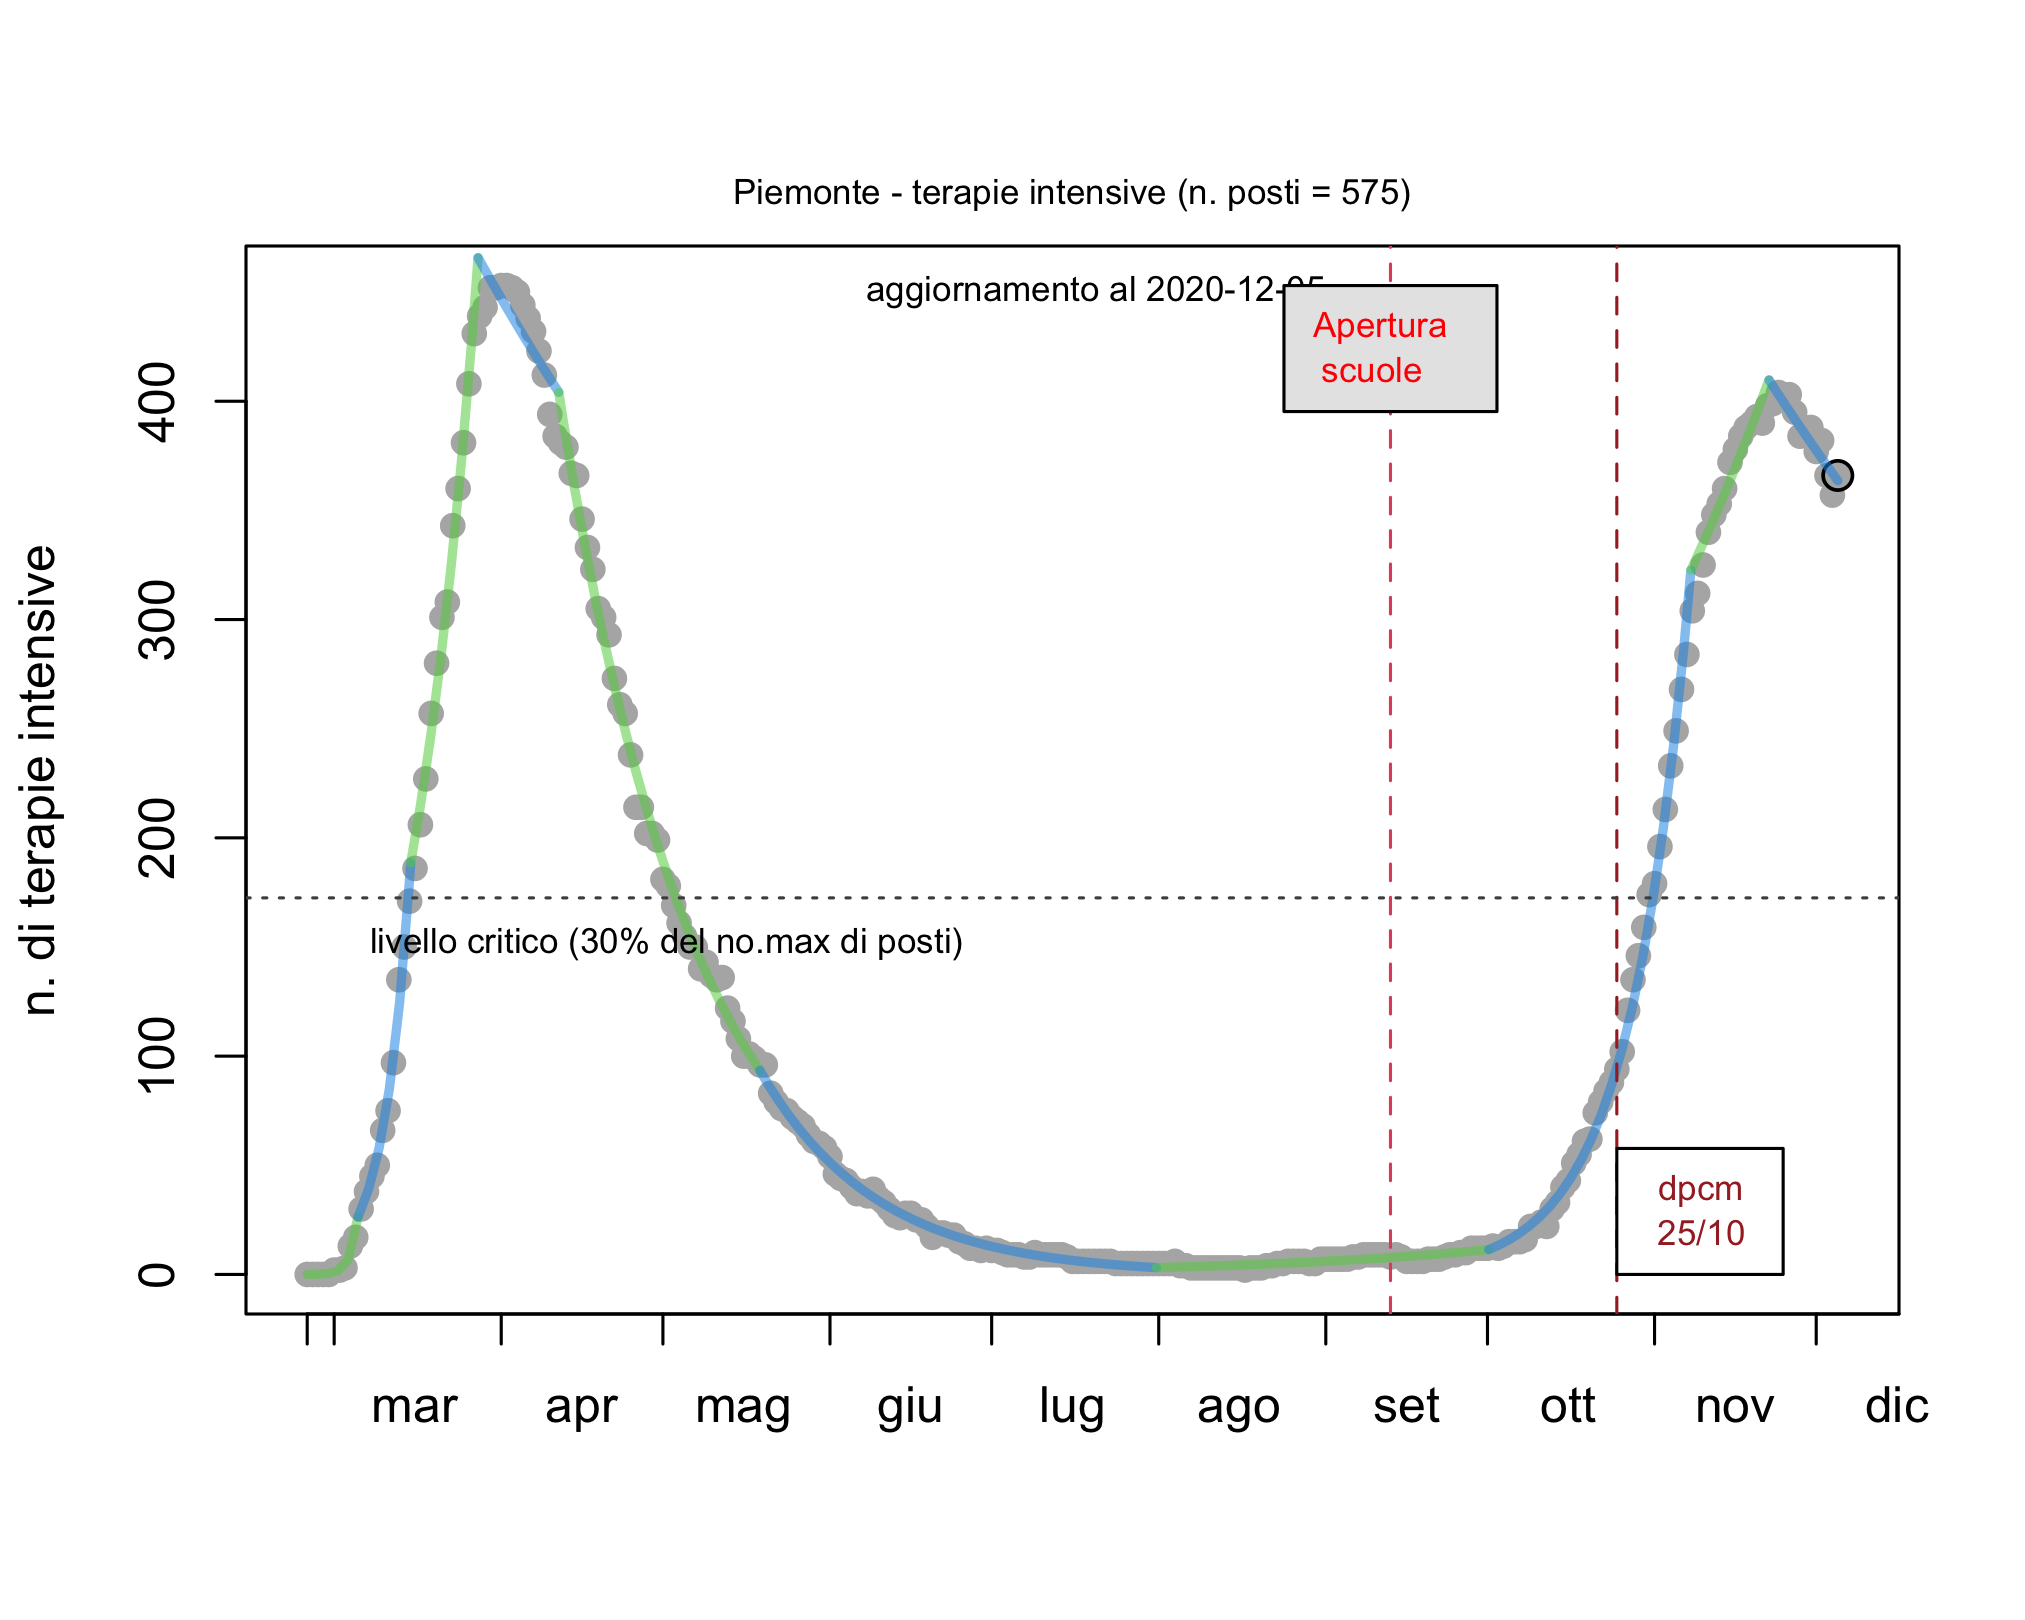 Piemonte - terapie intensive (n. posti = 575)
aggiornamento al 2020-12-05
Apertura
scuole
n. di terapie intensive
400
300
200
100
0
livello critico (30% del no.max di posti)
dpcm
25/10
mar apr mag giu lug ago set ott nov dic